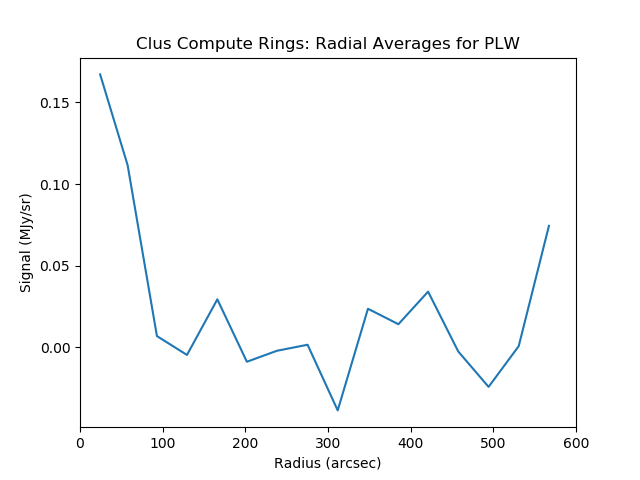 Clus Compute Rings: Radial Averages for PLW
0.15
0.10
0.05
0.00
Signal (MJy/sr)
0 100 200 300 400 500 600
Radius (arcsec)